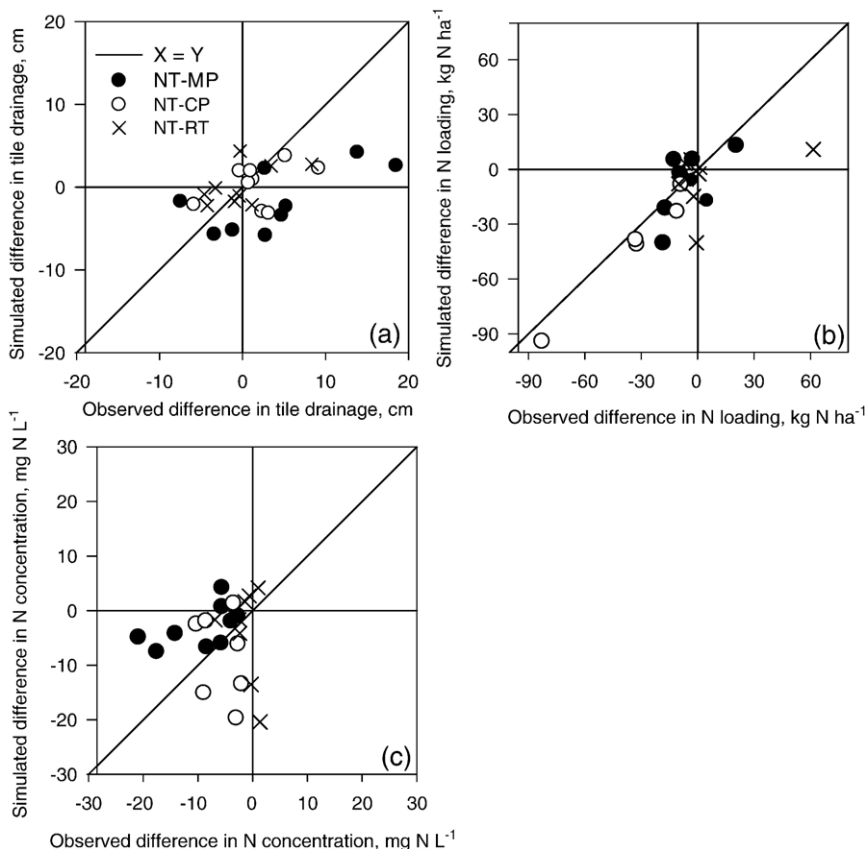 Simulated difference in tile drainage, cm
20
10
0
-10
-20
X = Y
NT-MP
NT-CP
NT-RT
(a)
-20 -10 0 10 20
Observed difference in tile drainage, cm
Simulated difference in N loading, kg N ha-1
60
30
0
-30
-60
-90
(b)
-90 -60 -30 0 30 60
Observed difference in N loading, kg N ha-1
Simulated difference in N concentration, mg N L-1
30
20
10
0
-10
-20
-30
(c)
-30 -20 -10 0 10 20 30
Observed difference in N concentration, mg N L-1